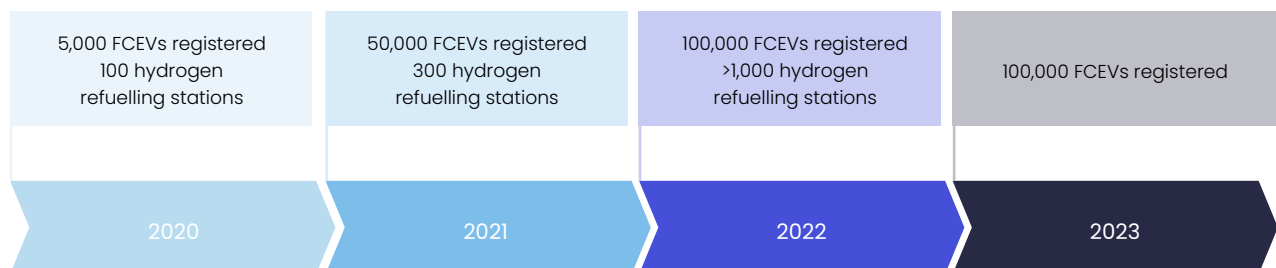 5,000 FCEVs registered
100 hydrogen
refuelling stations
50,000 FCEVs registered
300 hydrogen
refuelling stations
100,000 FCEVs registered
>1,000 hydrogen
refuelling stations
100,000 FCEVs registered
2020
2021
2022
2023